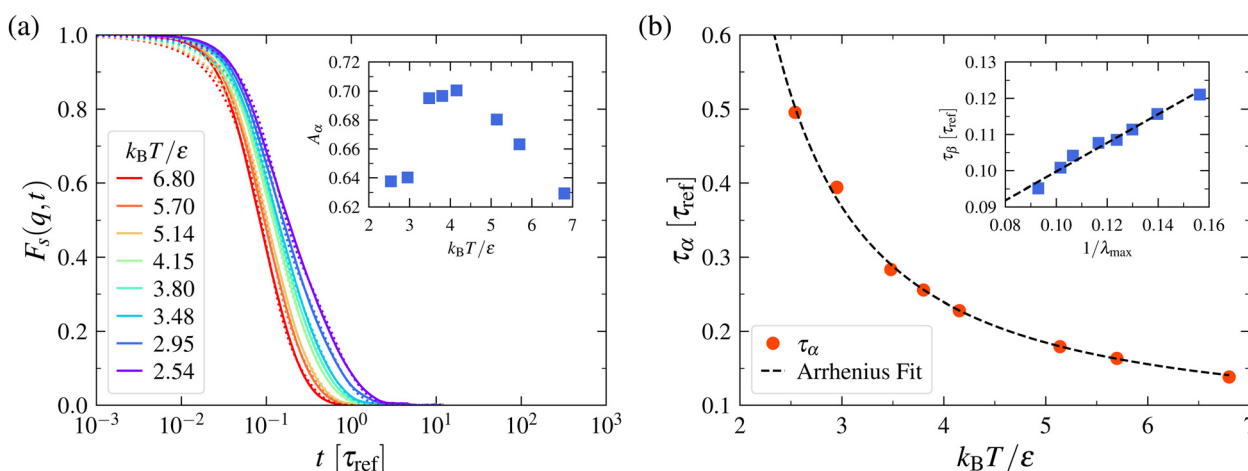 (a)
(b)
1.0
0.8
0.6
0.4
0.2
0.0
F_s(q, t)
10^{-3}
10^{-2}
10^{-1}
10^0
10^1
10^2
10^3
t [τ_ref]
k_BT/ε
6.80
5.70
5.14
4.15
3.80
3.48
2.95
2.54
0.72
0.70
0.68
0.66
0.64
0.62
A_α
2 3 4 5 6 7
k_BT/ε
0.6
0.5
0.4
0.3
0.2
0.1
τ_α [τ_ref]
2 3 4 5 6 7
k_BT/ε
τ_α
Arrhenius Fit
0.13
0.12
0.11
0.10
0.09
τ_β [τ_ref]
0.08 0.10 0.12 0.14 0.16
1/λ_max